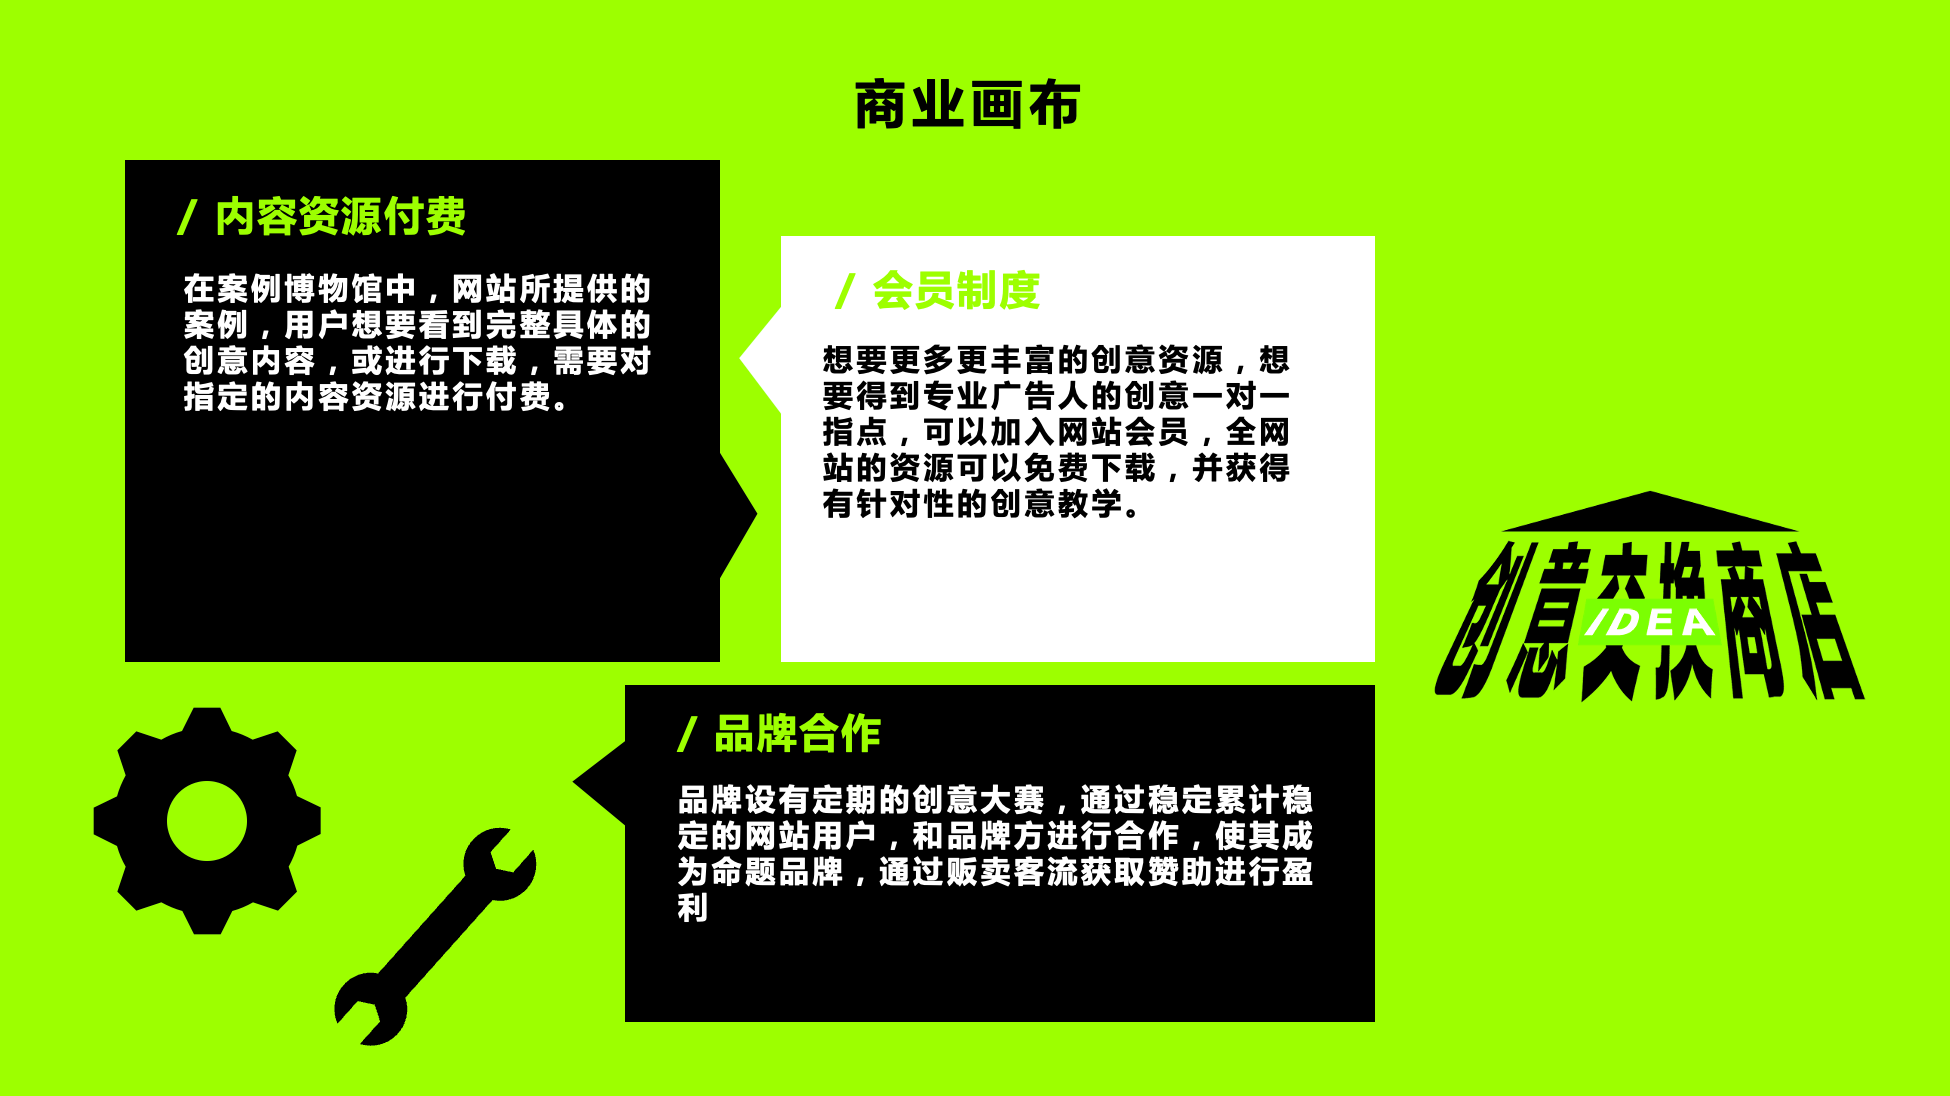 商业画布
/ 内容资源付费
在案例博物馆中，网站所提供的
案例，用户想要看到完整具体的
创意内容，或进行下载，需要对
指定的内容资源进行付费。
/ 会员制度
想要更多更丰富的创意资源，想
要得到专业广告人的创意一对一
指点，可以加入网站会员，全网
站的资源可以免费下载，并获得
有针对性的创意教学。
创意交换商店
IDEA
/ 品牌合作
品牌设有定期的创意大赛，通过稳定累计稳
定的网站用户，和品牌方进行合作，使其成
为命题品牌，通过贩卖客流获取赞助进行盈
利